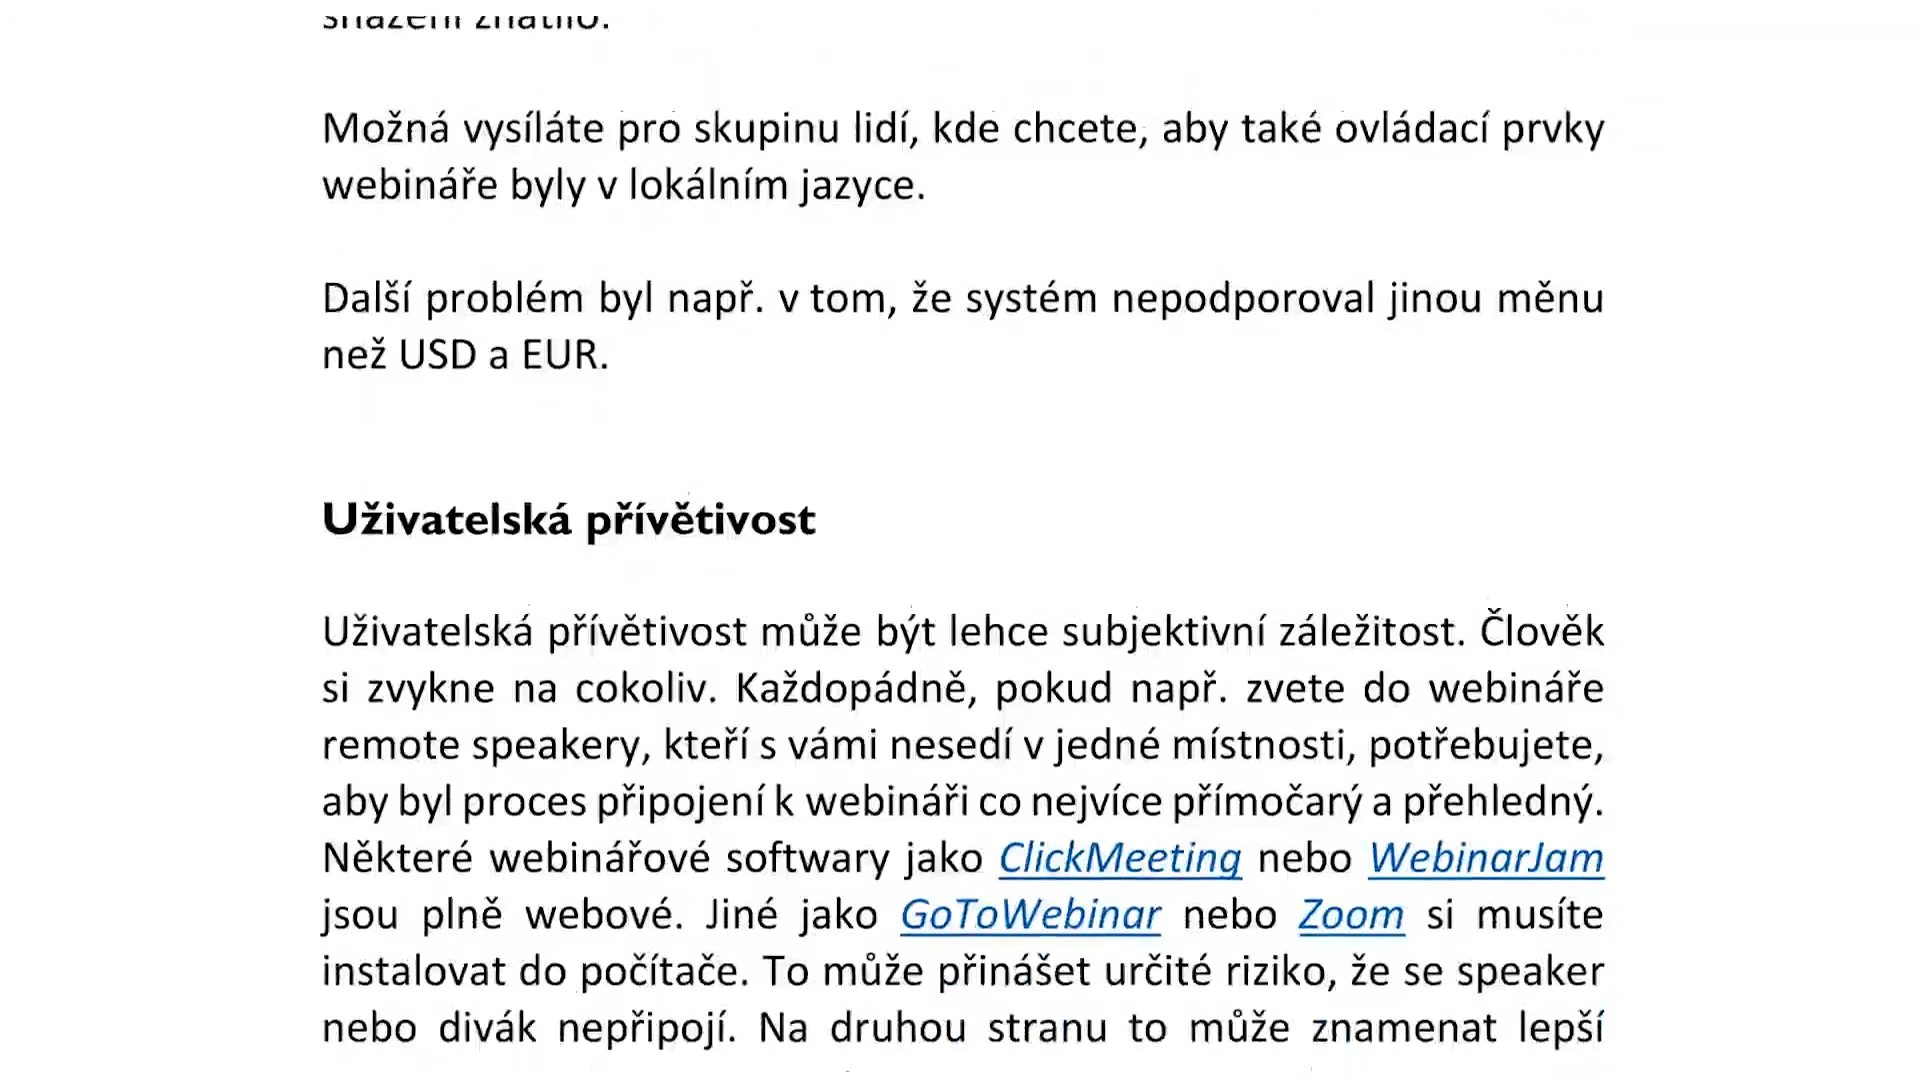 Možná vysíláte pro skupinu lidí, kde chcete, aby také ovládací prvky
webináře byly v lokálním jazyce.
Další problém byl např. v tom, že systém nepodporoval jinou měnu
než USD a EUR.
Uživatelská přívětivost
Uživatelská přívětivost může být lehce subjektivní záležitost. Člověk
si zvykne na cokoliv. Každopádně, pokud např. zvete do webináře
remote speakery, kteří s vámi nesedí v jedné místnosti, potřebujete,
aby byl proces připojení k webináři co nejvíce přímočarý a přehledný.
Některé webinářové softwary jako ClickMeeting nebo WebinarJam
jsou plně webové. Jiné jako GoToWebinar nebo Zoom si musíte
instalovat do počítače. To může přinášet určité riziko, že se speaker
nebo divák nepřipojí. Na druhou stranu to může znamenat lepší